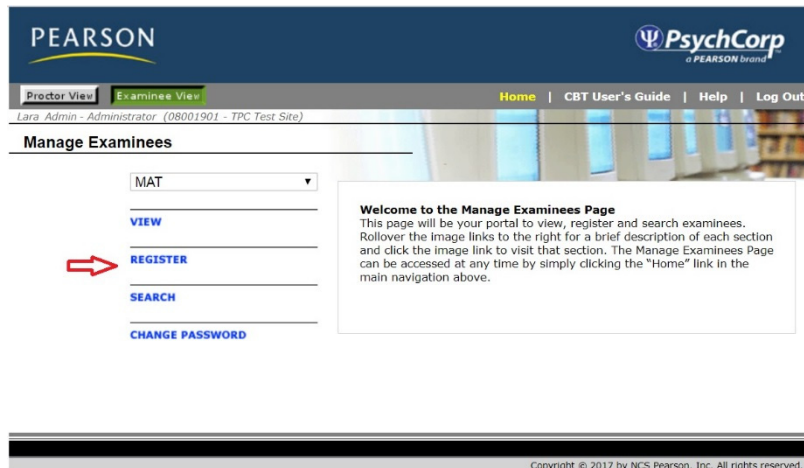 PEARSON
PsychCorp
a PEARSON brand
Proctor View Examinee View Home | CBT User's Guide | Help | Log Out
Lara Admin - Administrator (08001901 - TPC Test Site)
Manage Examinees
MAT
VIEW
REGISTER
SEARCH
CHANGE PASSWORD
Welcome to the Manage Examinees Page
This page will be your portal to view, register and search examinees.
Rollover the image links to the right for a brief description of each section
and click the image link to visit that section. The Manage Examinees Page
can be accessed at any time by simply clicking the "Home" link in the
main navigation above.
Copyright © 2017 by NCS Pearson, Inc. All rights reserved.